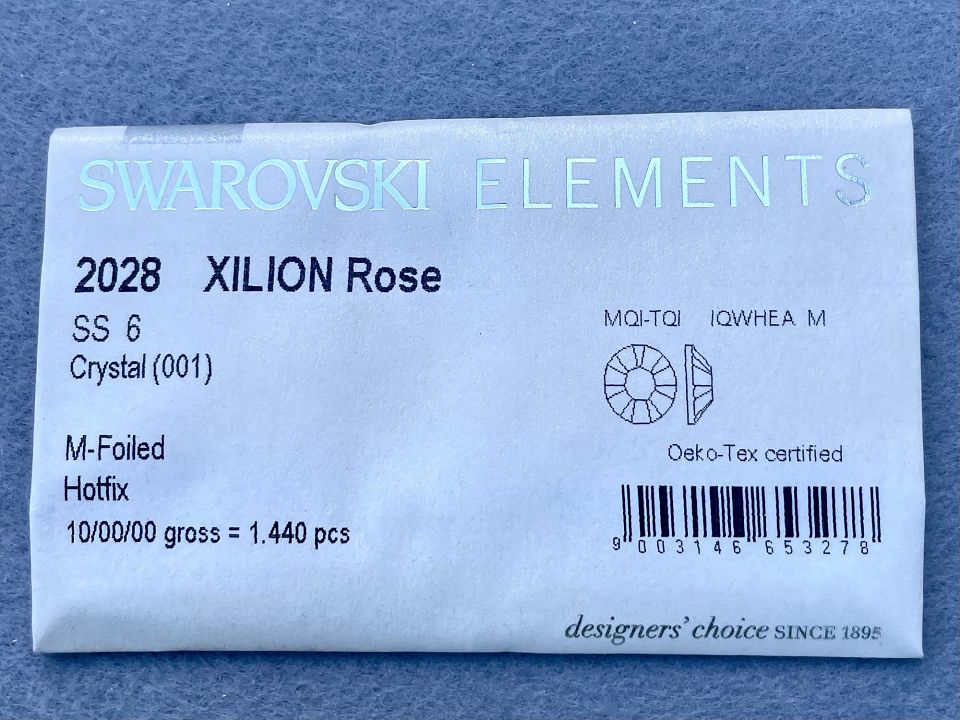 SWAROVSKI ELEMENTS
2028 XILION Rose
SS 6
Crystal (001)
MQI-TQI IQWHEA M
M-Foiled
Hotfix
10/00/00 gross = 1.440 pcs
Oeko-Tex certified
9 003146 653278
designers' choice SINCE 1895